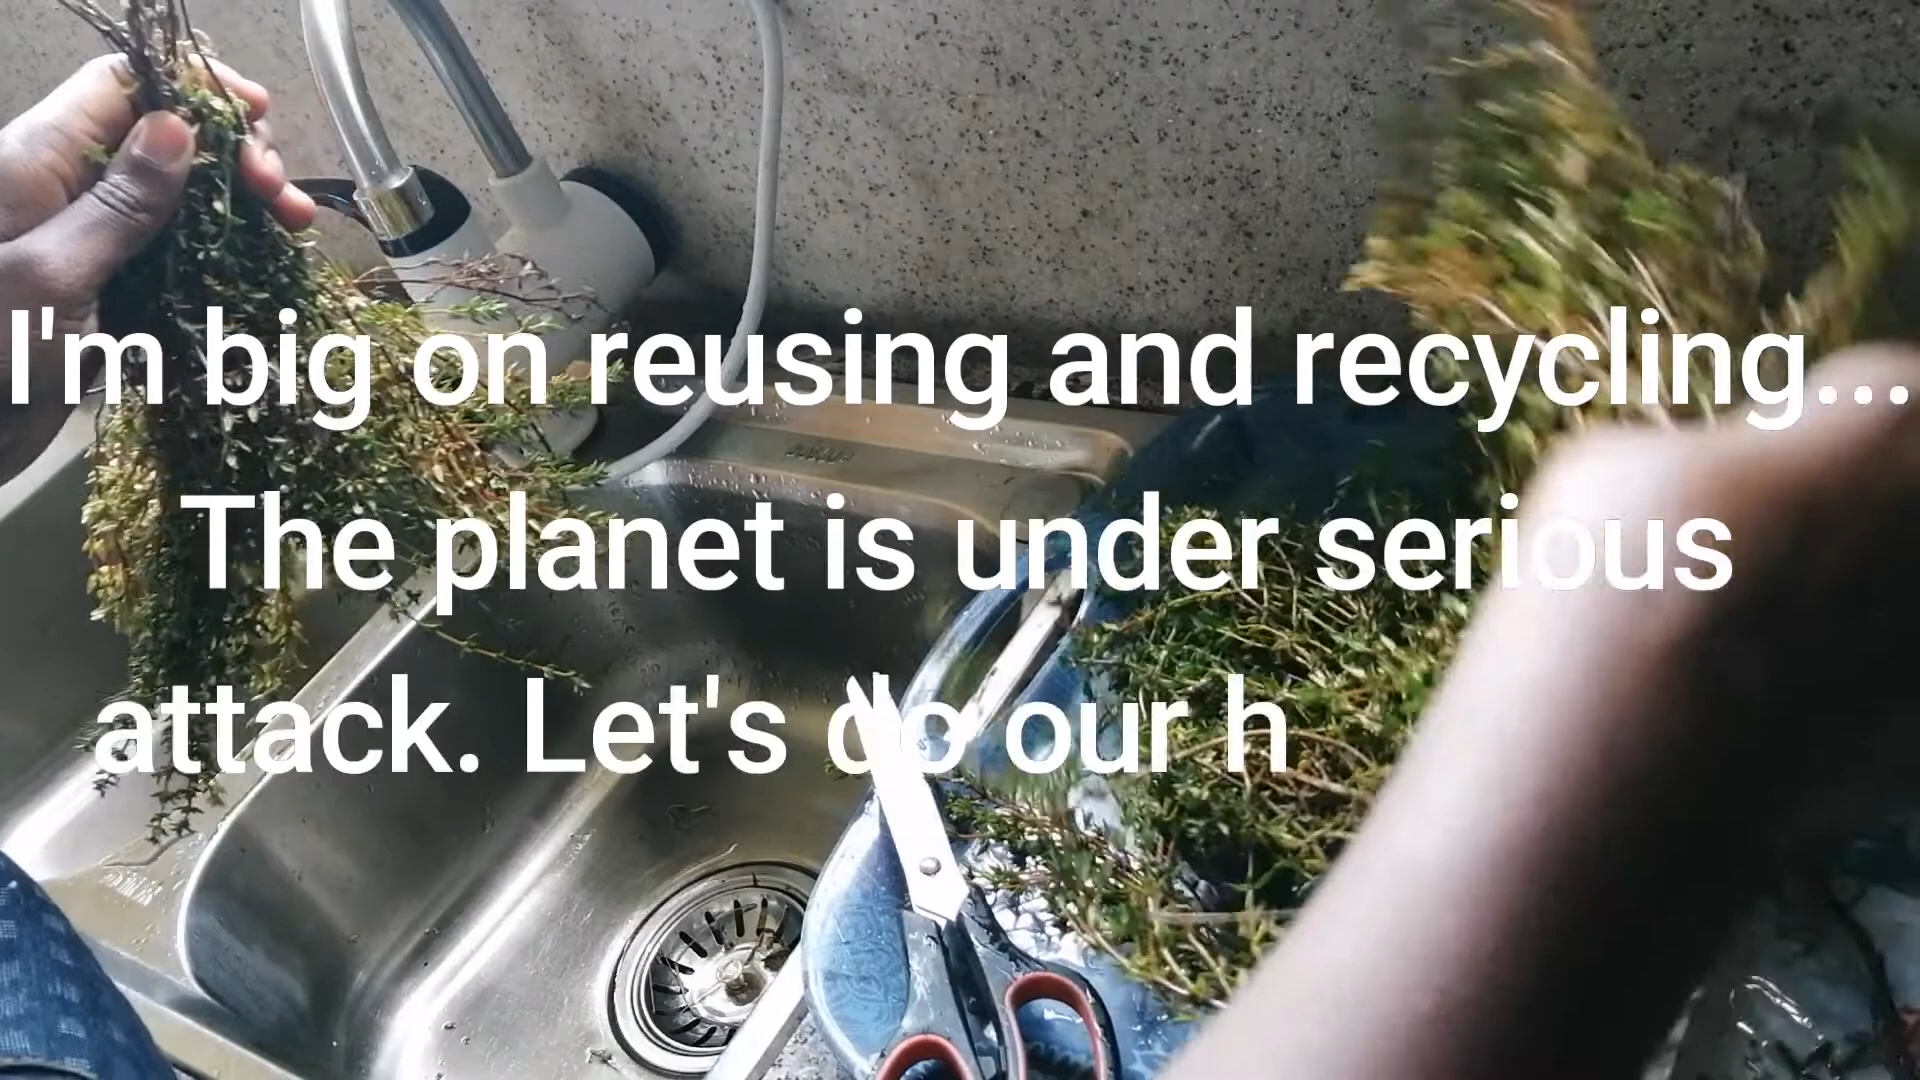 I'm big on reusing and recycling...
The planet is under serious
attack. Let's do our h